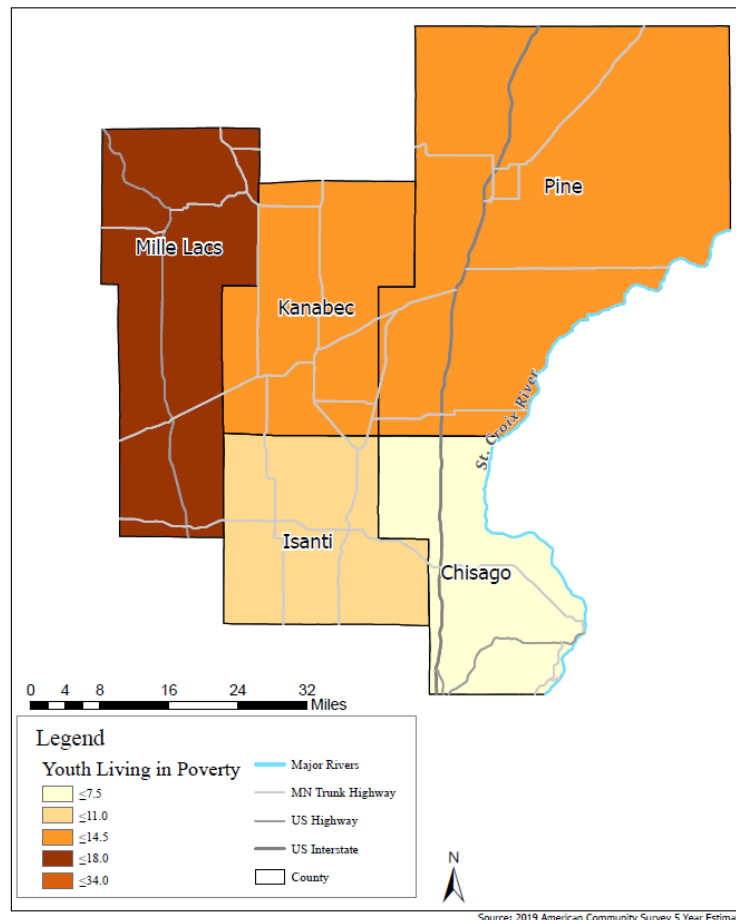 Pine
Mille Lacs
Kanabec
St. Croix River
Isanti
Chisago
0 4 8 16 24 32
Miles
Legend
Youth Living in Poverty
≤7.5
≤11.0
≤14.5
≤18.0
≤34.0
Major Rivers
MN Trunk Highway
US Highway
US Interstate
County
N
Source: 2019 American Community Survey 5 Year